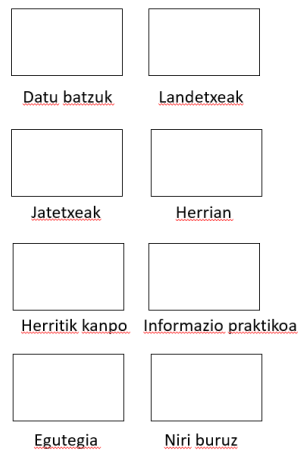 Datu batzuk
Landetxeak
Jatetxeak
Herrian
Herritik kanpo
Informazio praktikoa
Egutegia
Niri buruz